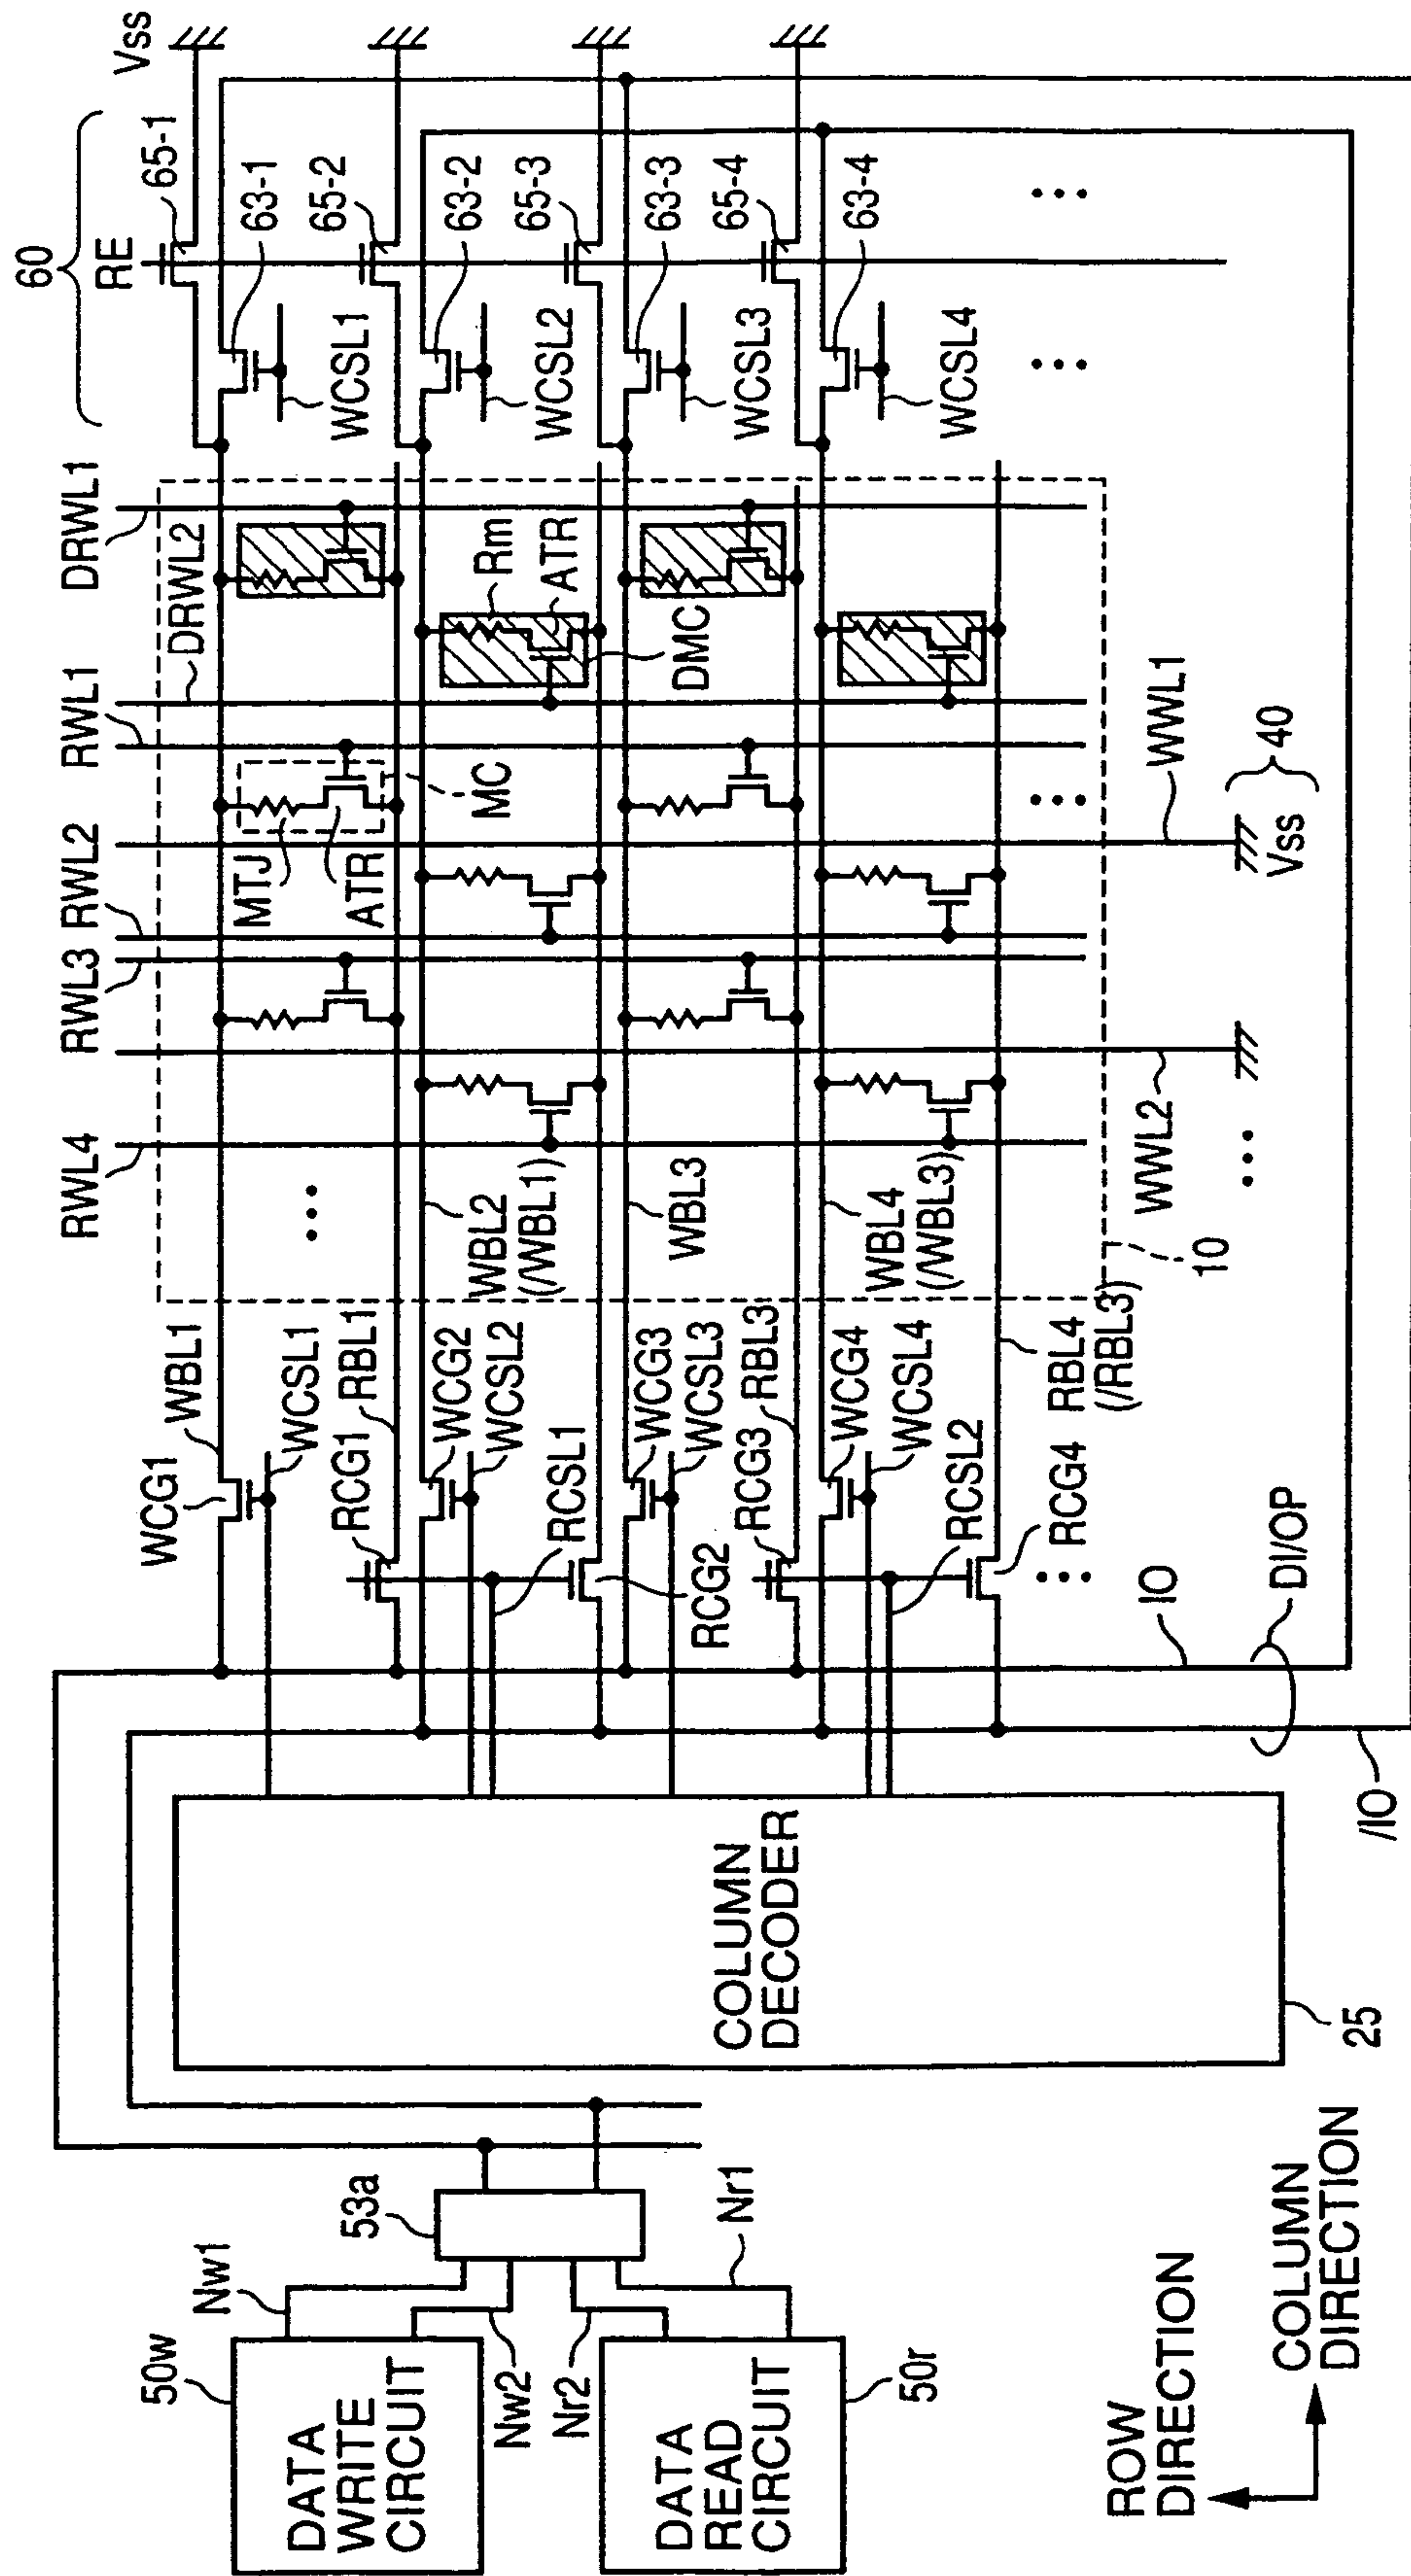 60
RE
Vss
65-1
63-1
65-2
63-2
65-3
63-3
65-4
63-4
WCSL1
WCSL2
WCSL3
WCSL4
DRWL1
DRWL2
RWL1
RWL2
RWL3
RWL4
Rm
ATR
DMC
MC
MTJ
ATR
WWL1
40
Vss
WWL2
WBL2
(/WBL1)
WBL3
WBL4
(/WBL3)
10
WBL1
WCG1
WCSL1
RBL1
RCG1
WCG2
WCSL2
RCSL1
RCG2
WCG3
WCSL3
RBL3
RCG3
WCG4
WCSL4
RCSL2
RBL4
(/RBL3)
RCG4
IO
DI/OP
/IO
COLUMN
DECODER
25
53a
Nw1
Nw2
Nr2
Nr1
50w
DATA
WRITE
CIRCUIT
50r
DATA
READ
CIRCUIT
ROW
DIRECTION
COLUMN
DIRECTION